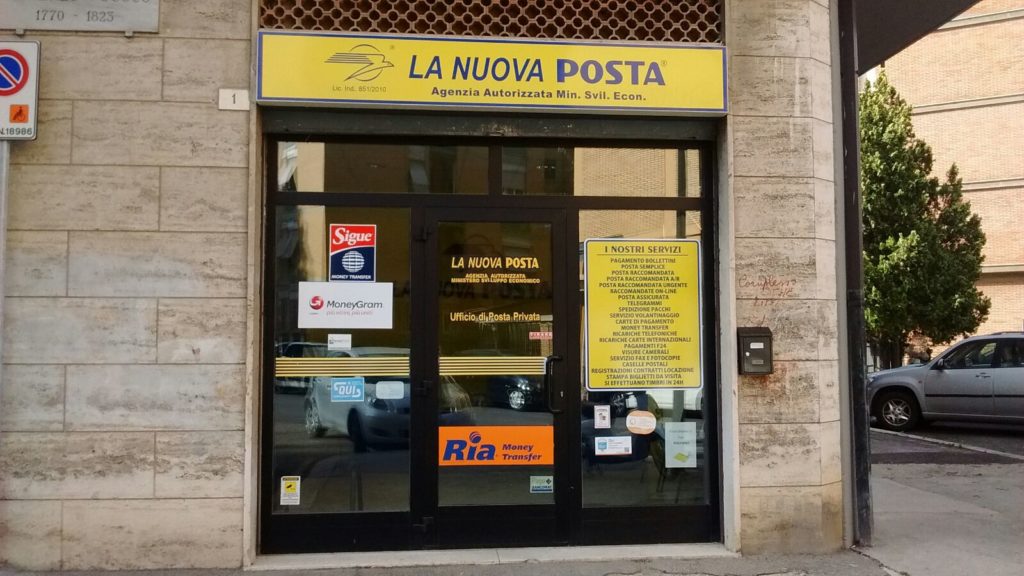 1770 - 1823
N.18986
1
LA NUOVA POSTA
Lic. Ind. 851/2010
Agenzia Autorizzata Min. Svil. Econ.
Sigue
MONEY TRANSFER
MoneyGram
LA NUOVA POSTA
AGENZIA AUTORIZZATA
MINISTERO SVILUPPO ECONOMICO
Ufficio di Posta Privata
QUI
Ria Money
Transfer
I NOSTRI SERVIZI
PAGAMENTO BOLLETTINI
POSTA SEMPLICE
POSTA RACCOMANDATA
POSTA RACCOMANDATA A/R
POSTA RACCOMANDATA URGENTE
RACCOMANDATE ON-LINE
POSTA ASSICURATA
TELEGRAMMI
SPEDIZIONE PACCHI
SERVIZIO VOLANTINAGGIO
CARTE DI PAGAMENTO
MONEY TRANSFER
RICARICHE TELEFONICHE
RICARICHE CARTE INTERNAZIONALI
PAGAMENTI F24
VISURE CAMERALI
SERVIZIO FAX E FOTOCOPIE
CASELLE POSTALI
REGISTRAZIONI CONTRATTI LOCAZIONE
STAMPA BIGLIETTI DA VISITA
SI EFFETTUANO TIMBRI IN 24H